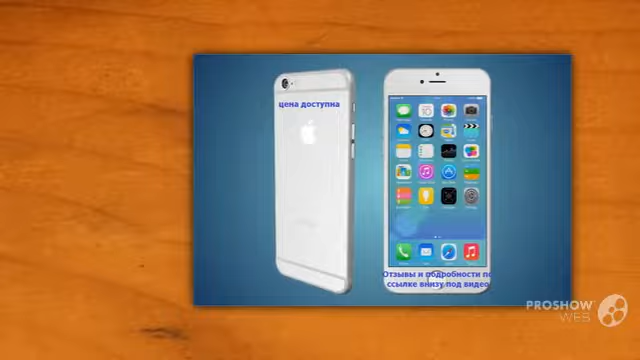 цена доступна
Отзывы и подробности по
ссылке внизу под видео
PROSHOW
WEB